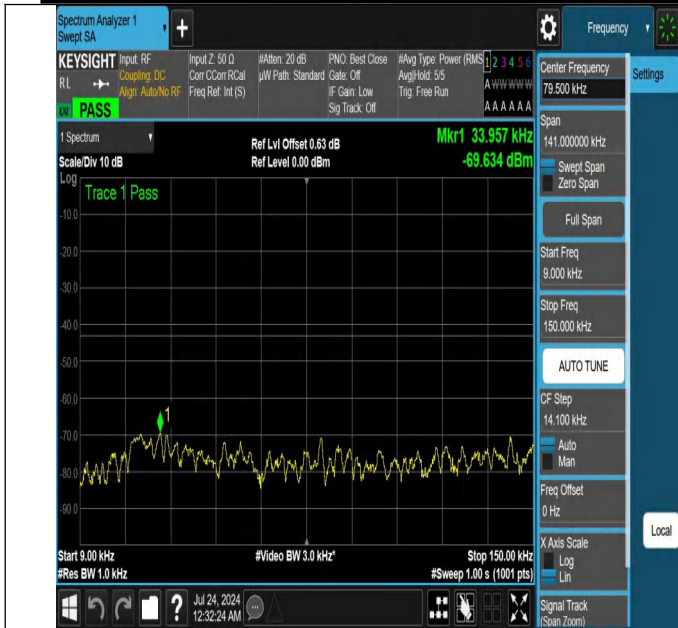 Spectrum Analyzer 1
Swept SA
Frequency
KEYSIGHT
RL
PASS
Input: RF
Coupling: DC
Align: Auto/No RF
Input Z: 50 Ω
Corr CCorr RCal
Freq Ref: Int (S)
#Atten: 20 dB
µW Path: Standard
PNO: Best Close
Gate: Off
IF Gain: Low
Sig Track: Off
#Avg Type: Power (RMS
Avg|Hold: 5/5
Trig: Free Run
1 2 3 4 5 6
A W W W W W
A A A A A A
1 Spectrum
Scale/Div 10 dB
Ref Lvl Offset 0.63 dB
Ref Level 0.00 dBm
Mkr1 33.957 kHz
-69.634 dBm
Log
Trace 1 Pass
-10.0
-20.0
-30.0
-40.0
-50.0
-60.0
-70.0
-80.0
-90.0
1
Start 9.00 kHz
#Res BW 1.0 kHz
#Video BW 3.0 kHz*
Stop 150.00 kHz
#Sweep 1.00 s (1001 pts)
Jul 24, 2024
12:32:24 AM
Center Frequency
79.500 kHz
Settings
Span
141.000000 kHz
Swept Span
Zero Span
Full Span
Start Freq
9.000 kHz
Stop Freq
150.000 kHz
AUTO TUNE
CF Step
14.100 kHz
Auto
Man
Freq Offset
0 Hz
X Axis Scale
Log
Lin
Local
Signal Track
(Span Zoom)